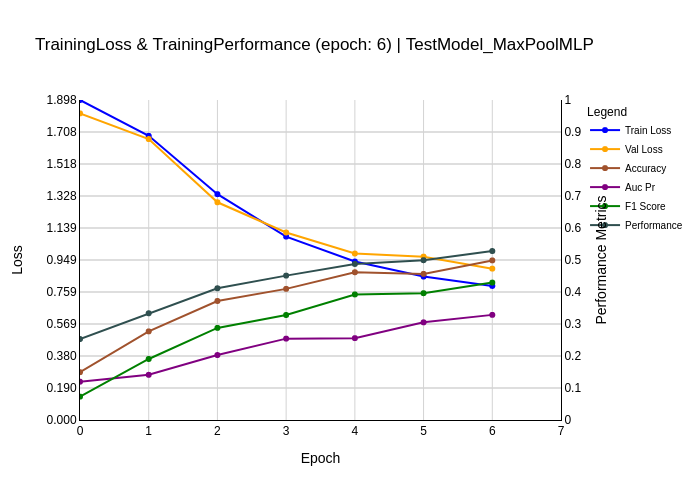 TrainingLoss & TrainingPerformance (epoch: 6) | TestModel_MaxPoolMLP
1.898
1.708
1.518
1.328
1.139
0.949
0.759
0.569
0.380
0.190
0.000
Loss
0 1 2 3 4 5 6 7
Epoch
1
0.9
0.8
0.7
0.6
0.5
0.4
0.3
0.2
0.1
0
Performance Metrics
Legend
Train Loss
Val Loss
Accuracy
Auc Pr
F1 Score
Performance